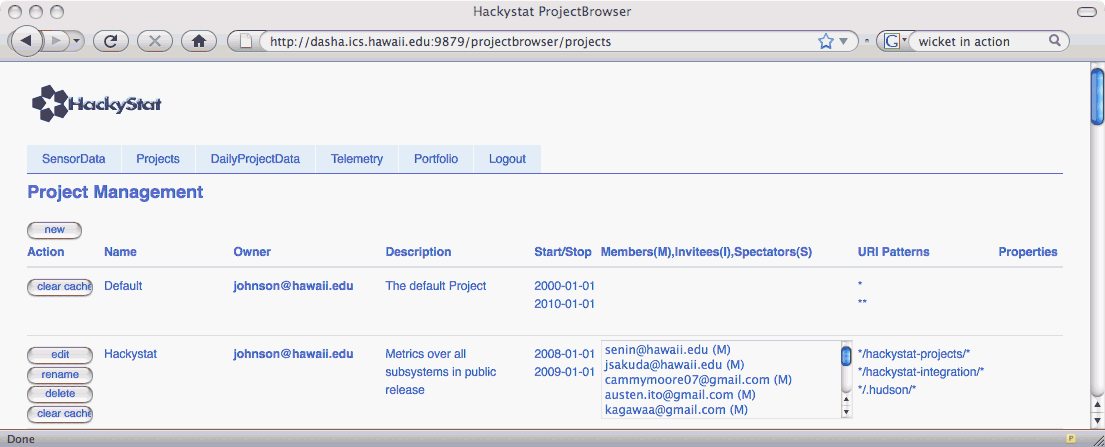 Hackystat ProjectBrowser
http://dasha.ics.hawaii.edu:9879/projectbrowser/projects
G wicket in action
HackyStat
SensorData Projects DailyProjectData Telemetry Portfolio Logout
Project Management
new
Action Name Owner Description Start/Stop Members(M),Invitees(I),Spectators(S) URI Patterns Properties
clear cache Default johnson@hawaii.edu The default Project 2000-01-01 *
2010-01-01 **
edit Hackystat johnson@hawaii.edu Metrics over all 2008-01-01 senin@hawaii.edu (M) */hackystat-projects/*
rename subsystems in public 2009-01-01 jsakuda@hawaii.edu (M) */hackystat-integration/*
delete release cammymoore07@gmail.com (M) */.hudson/*
clear cache austen.ito@gmail.com (M)
kagawaa@gmail.com (M)
Done P